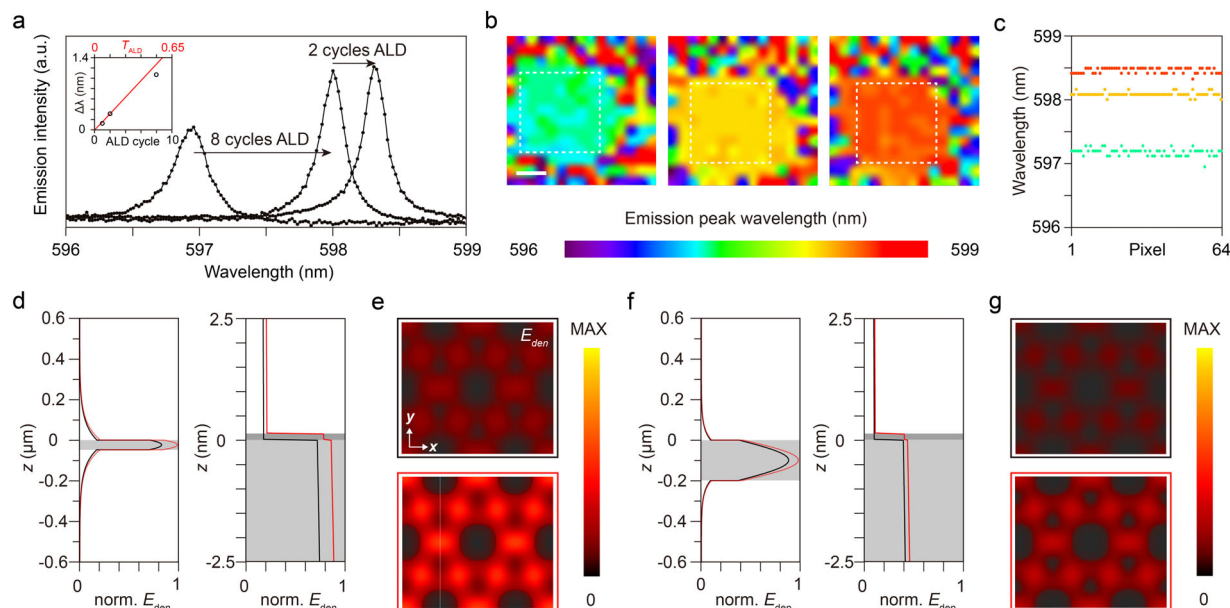 a
0 T_ALD 0.65
1.4
Δλ (nm)
0
0 ALD cycle 10
2 cycles ALD
8 cycles ALD
Emission intensity (a.u.)
596 597 598 599
Wavelength (nm)
b
Emission peak wavelength (nm)
596 599
c
599
598
597
596
Wavelength (nm)
1 Pixel 64
d
0.6
0.4
0.2
0
-0.2
-0.4
-0.6
z (μm)
0 1
norm. E_den
2.5
0
-2.5
z (nm)
0 1
norm. E_den
e
E_den
y
x
MAX
0
f
0.6
0.4
0.2
0
-0.2
-0.4
-0.6
z (μm)
0 1
norm. E_den
2.5
0
-2.5
z (nm)
0 1
norm. E_den
g
MAX
0